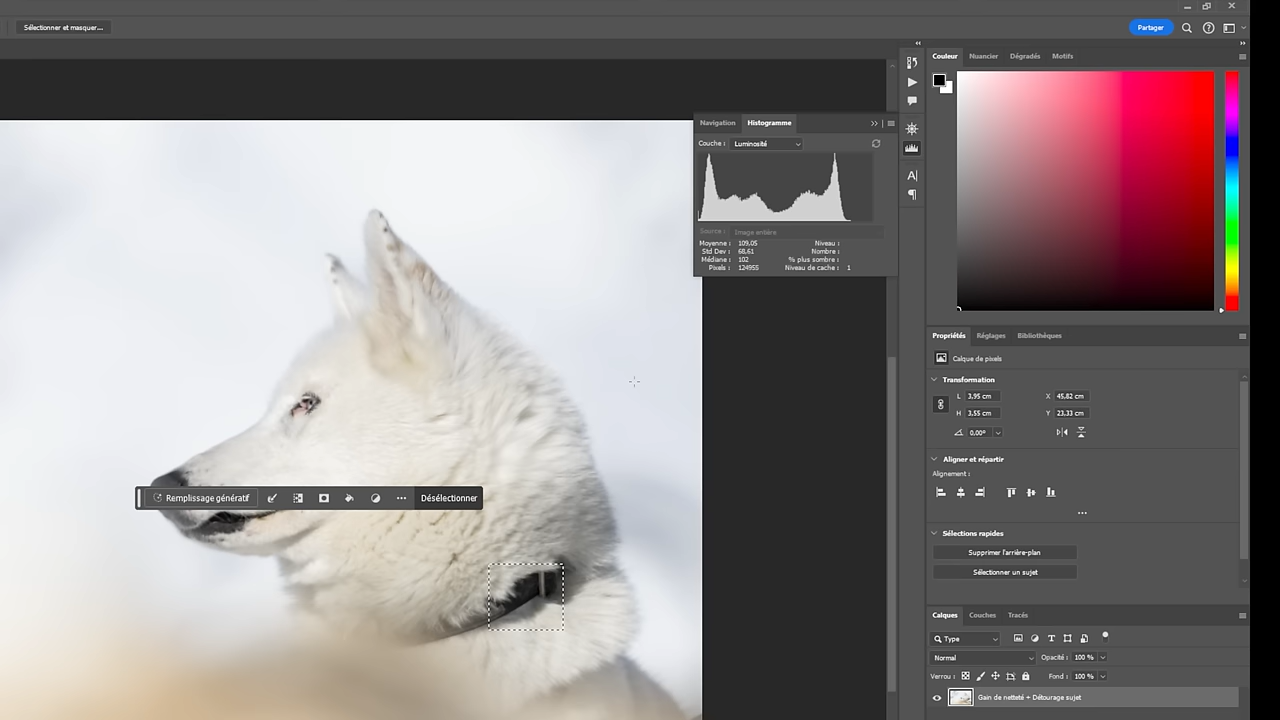 Sélectionner et masquer...
Partager
Couleur Nuancier Dégradés Motifs
Navigation Histogramme
Couche : Luminosité
Source : Image entière
Moyenne : 109,05 Niveau :
Std Dev : 68,61 Nombre :
Médiane : 102 % plus sombre :
Pixels : 124955 Niveau de cache : 1
A|
Propriétés Réglages Bibliothèques
Calque de pixels
Transformation
L 3,95 cm X 45,82 cm
H 3,55 cm Y 23,33 cm
0,00°
Aligner et répartir
Alignement :
Sélections rapides
Supprimer l'arrière-plan
Sélectionner un sujet
Remplissage génératif Désélectionner
Calques Couches Tracés
Type
Normal Opacité : 100 %
Verrou : Fond : 100 %
Gain de netteté + Détourage sujet